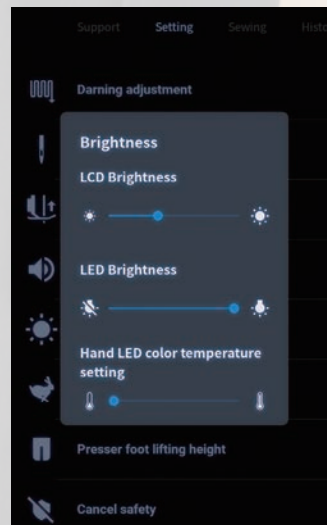 Support Setting Sewing Histo
Darning adjustment
Brightness
LCD Brightness
LED Brightness
Hand LED color temperature
setting
Presser foot lifting height
Cancel safety